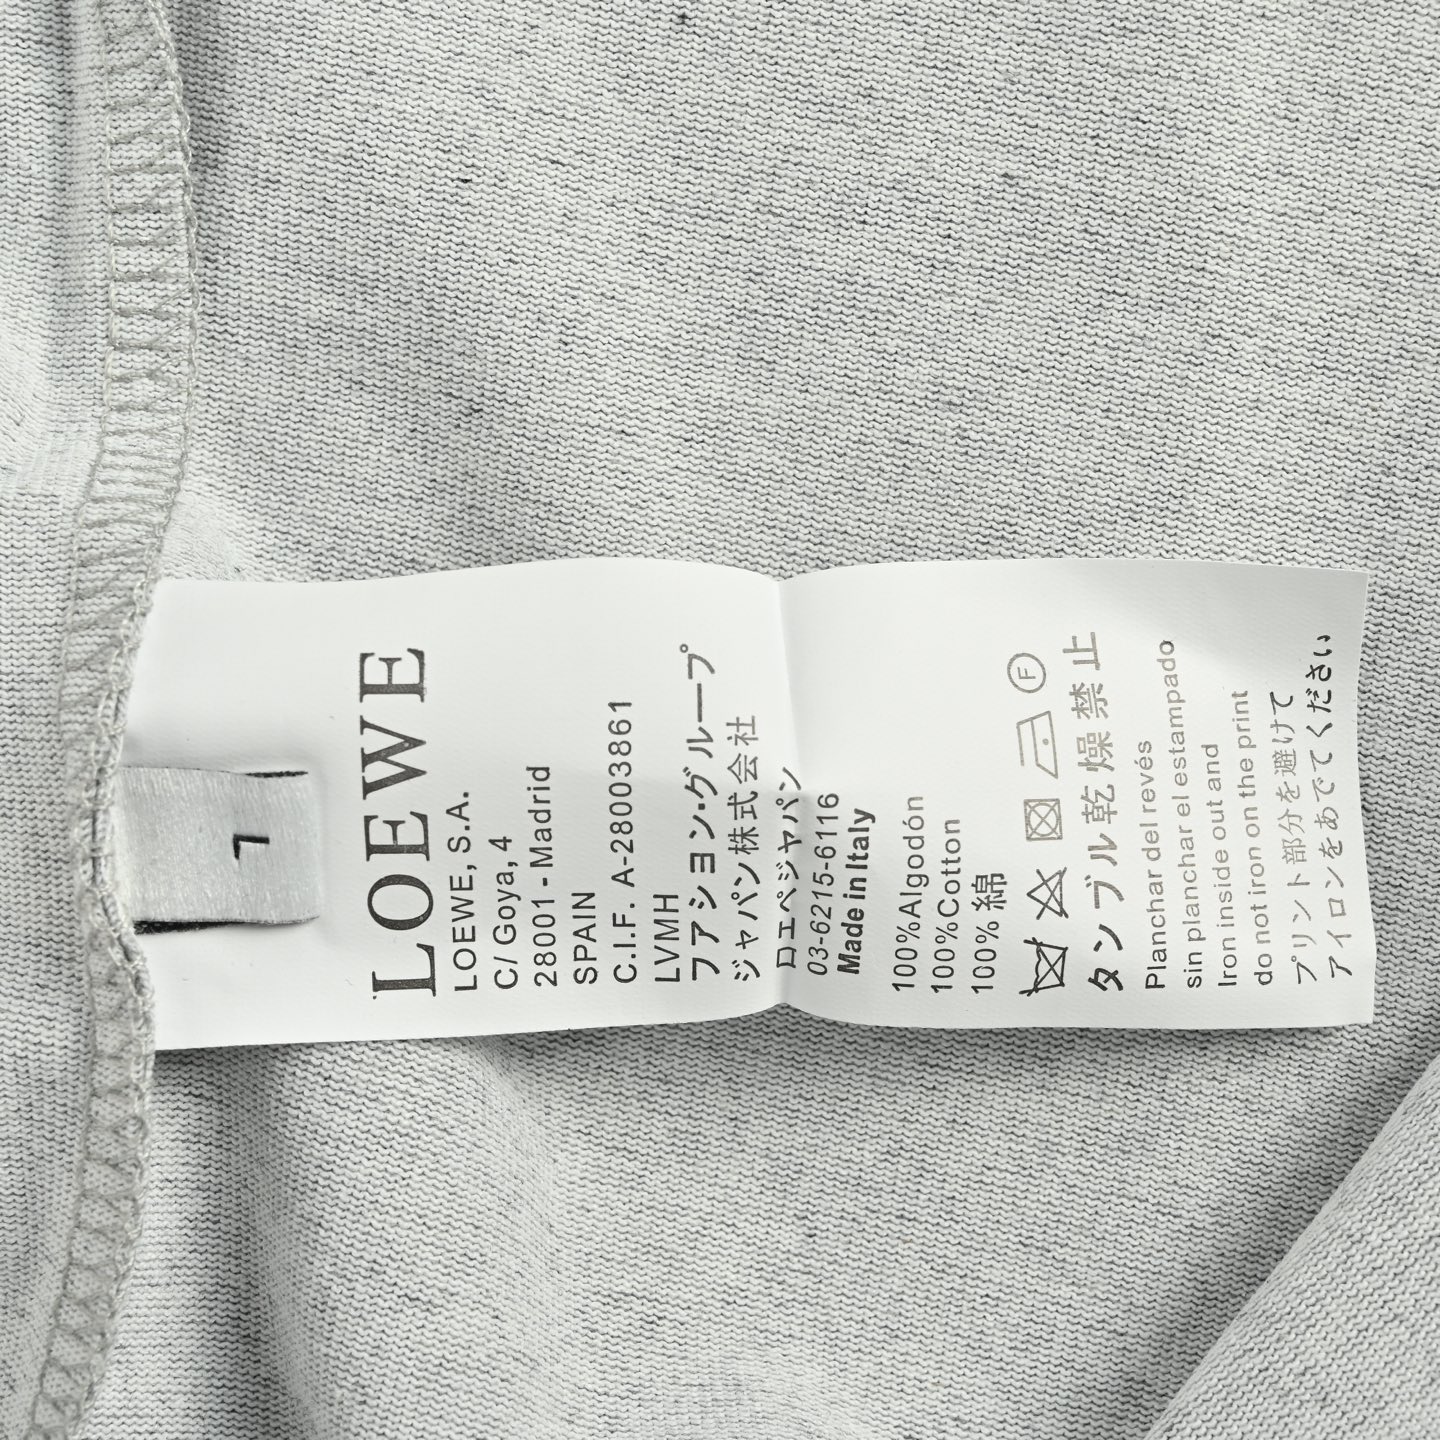 L
LOEWE
LOEWE, S.A.
C/ Goya, 4
28001 - Madrid
SPAIN
C.I.F. A-28003861
LVMH
ファション・グループ
ジャパン株式会社
ロエペジャパン
03-6215-6116
Made in Italy
100%Algodón
100%Cotton
100%綿
F
タンブル乾燥禁止
Planchar del revés
sin planchar el estampado
Iron inside out and
do not iron on the print
プリント部分を避けて
アイロンをあでてください